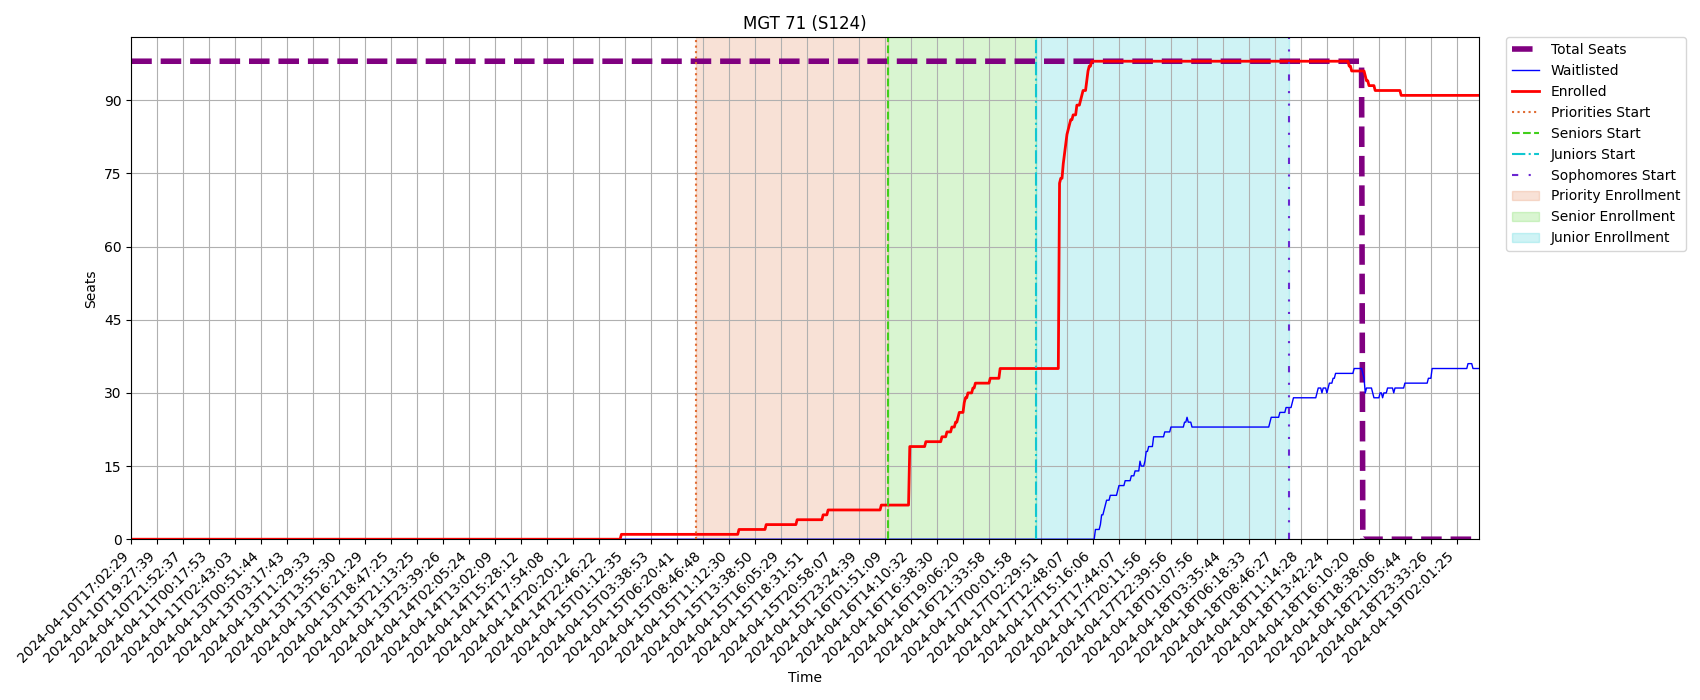 MGT 71 (S124)
Total Seats
Waitlisted
Enrolled
Priorities Start
Seniors Start
Juniors Start
Sophomores Start
Priority Enrollment
Senior Enrollment
Junior Enrollment
Seats
90
75
60
45
30
15
0
2024-04-10T17:02:29
2024-04-10T19:27:39
2024-04-10T21:52:37
2024-04-11T00:17:53
2024-04-11T02:43:03
2024-04-13T00:51:44
2024-04-13T03:17:43
2024-04-13T11:29:33
2024-04-13T13:55:30
2024-04-13T16:21:29
2024-04-13T18:47:25
2024-04-13T21:13:25
2024-04-13T23:39:26
2024-04-14T02:05:24
2024-04-14T13:02:09
2024-04-14T15:28:12
2024-04-14T17:54:08
2024-04-14T20:20:12
2024-04-14T22:46:22
2024-04-15T01:12:35
2024-04-15T03:38:53
2024-04-15T06:20:41
2024-04-15T08:46:48
2024-04-15T11:12:30
2024-04-15T13:38:50
2024-04-15T16:05:29
2024-04-15T18:31:51
2024-04-15T20:58:07
2024-04-15T23:24:39
2024-04-16T01:51:09
2024-04-16T14:10:32
2024-04-16T16:38:30
2024-04-16T19:06:20
2024-04-16T21:33:58
2024-04-17T00:01:58
2024-04-17T02:29:51
2024-04-17T12:48:07
2024-04-17T15:16:06
2024-04-17T17:44:07
2024-04-17T20:11:56
2024-04-17T22:39:56
2024-04-18T01:07:56
2024-04-18T03:35:44
2024-04-18T06:18:33
2024-04-18T08:46:27
2024-04-18T11:14:28
2024-04-18T13:42:24
2024-04-18T16:10:20
2024-04-18T18:38:06
2024-04-18T21:05:44
2024-04-18T23:33:26
2024-04-19T02:01:25
Time